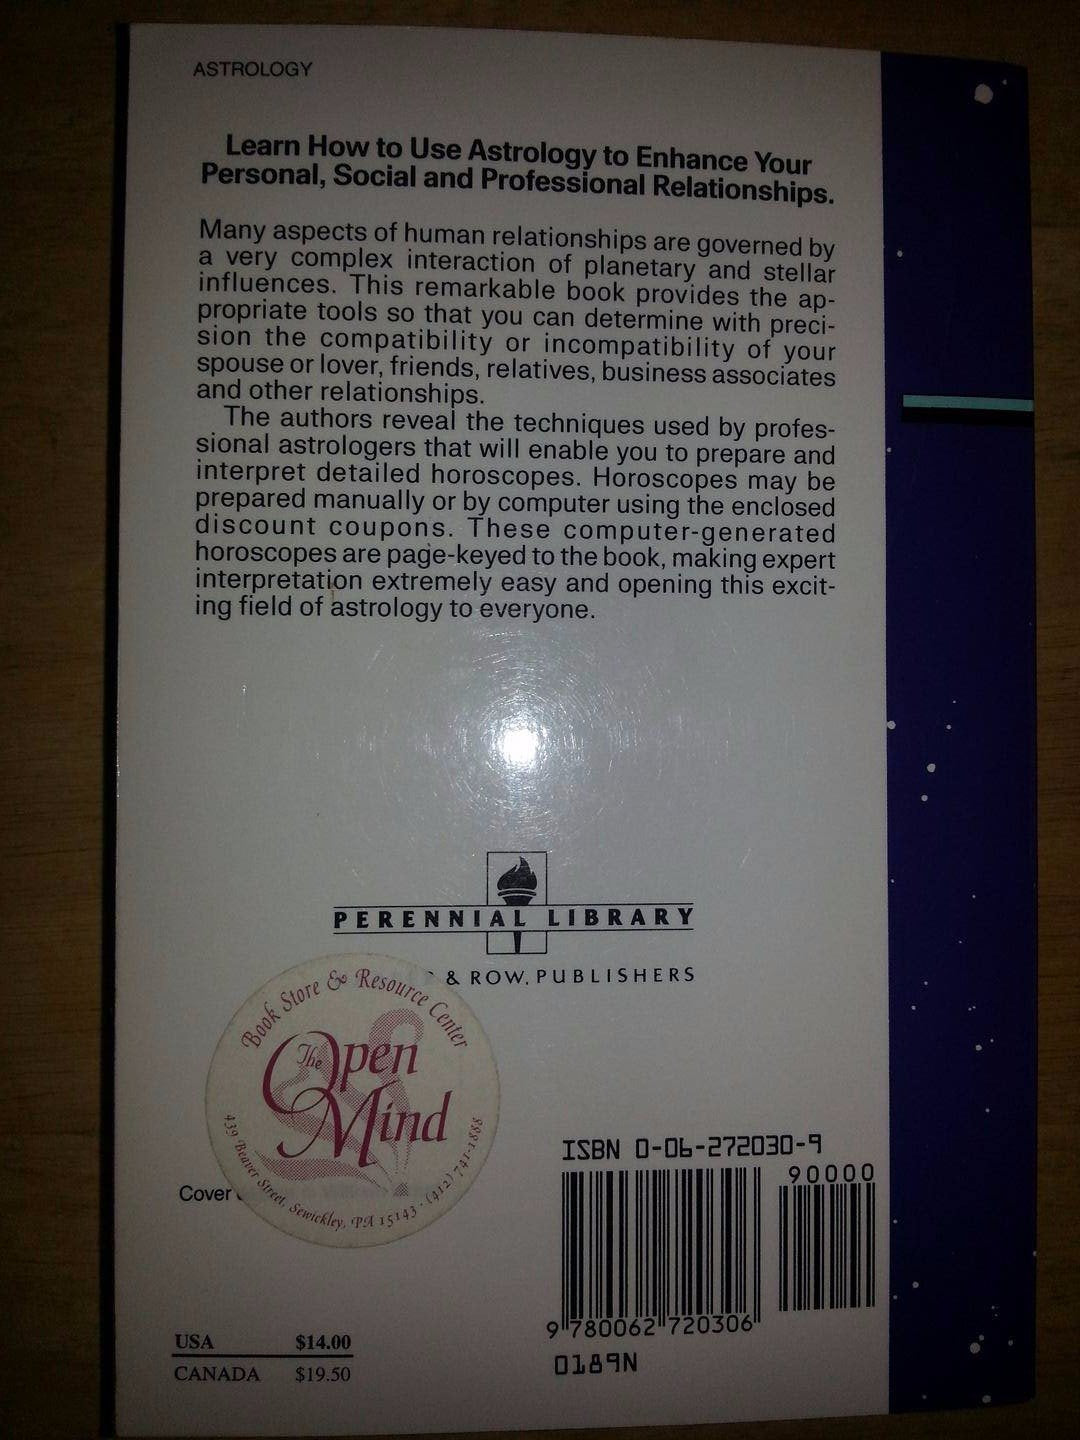 ASTROLOGY
Learn How to Use Astrology to Enhance Your
Personal, Social and Professional Relationships.
Many aspects of human relationships are governed by
a very complex interaction of planetary and stellar
influences. This remarkable book provides the ap-
propriate tools so that you can determine with preci-
sion the compatibility or incompatibility of your
spouse or lover, friends, relatives, business associates
and other relationships.
The authors reveal the techniques used by profes-
sional astrologers that will enable you to prepare and
interpret detailed horoscopes. Horoscopes may be
prepared manually or by computer using the enclosed
discount coupons. These computer-generated
horoscopes are page-keyed to the book, making expert
interpretation extremely easy and opening this excit-
ing field of astrology to everyone.
PERENNIAL LIBRARY
& ROW, PUBLISHERS
Book Store & Resource Center
The Open
Mind
439 Beaver Street, Sewickley, PA 15143 · (412) 741-1888
Cover
ISBN 0-06-272030-9
90000
9 780062 720306
0189N
USA $14.00
CANADA $19.50